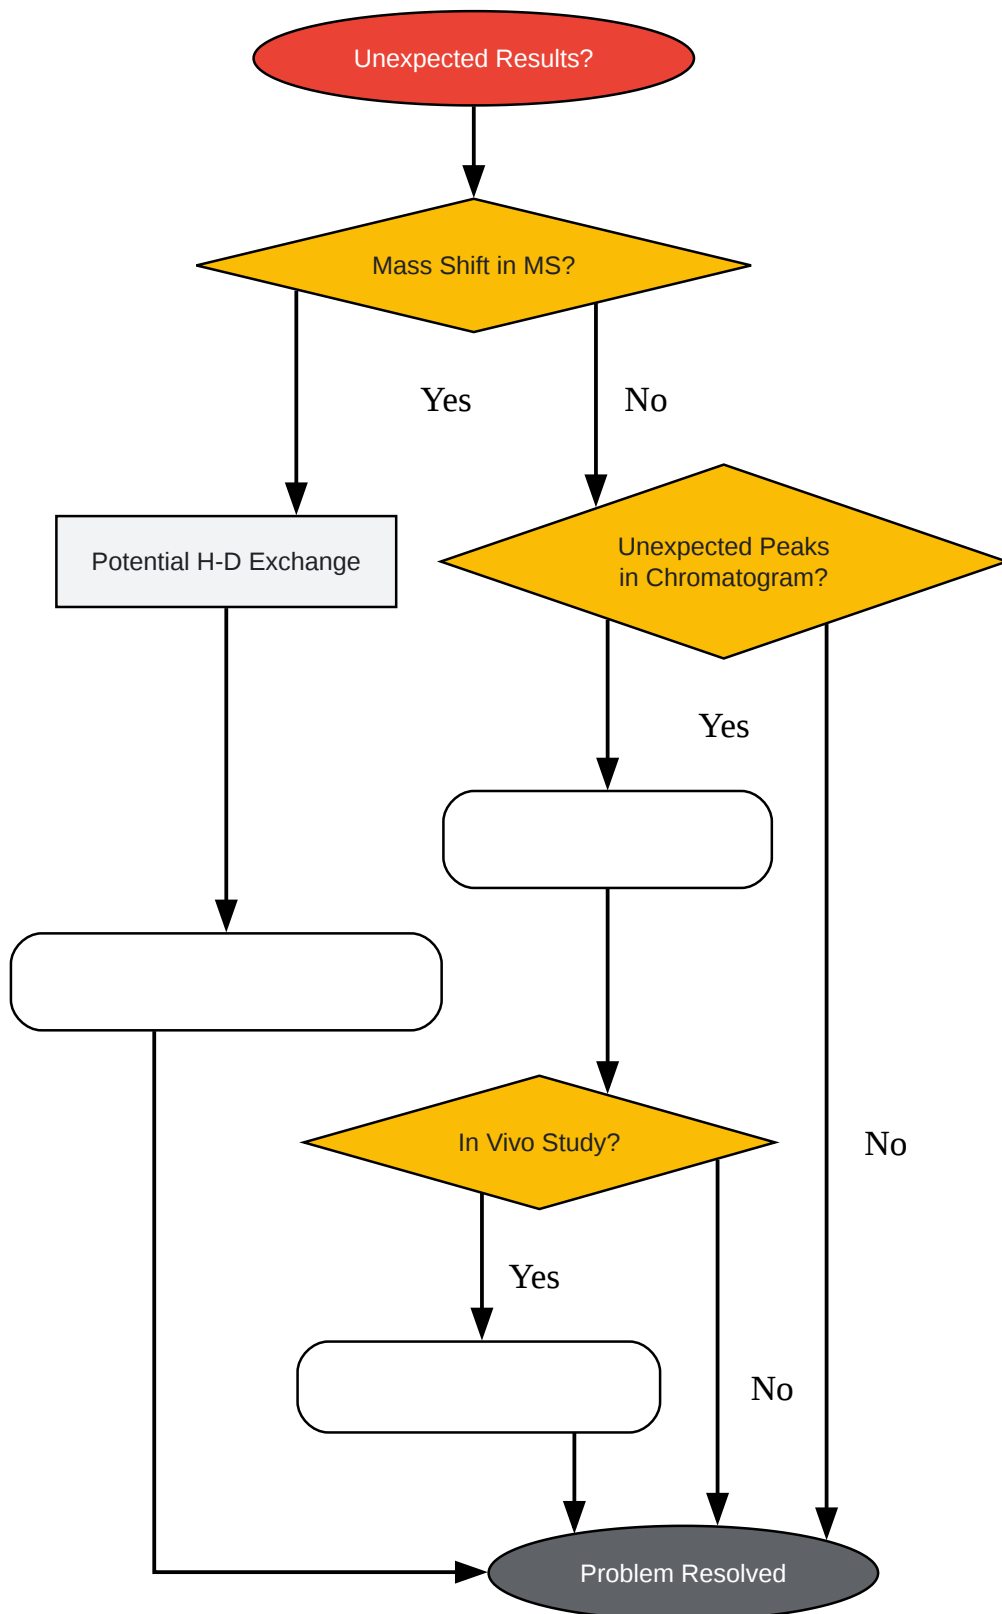 Unexpected Results?
Mass Shift in MS?
Yes
No
Potential H-D Exchange
Unexpected Peaks
in Chromatogram?
Yes
In Vivo Study?
No
Yes
No
Problem Resolved